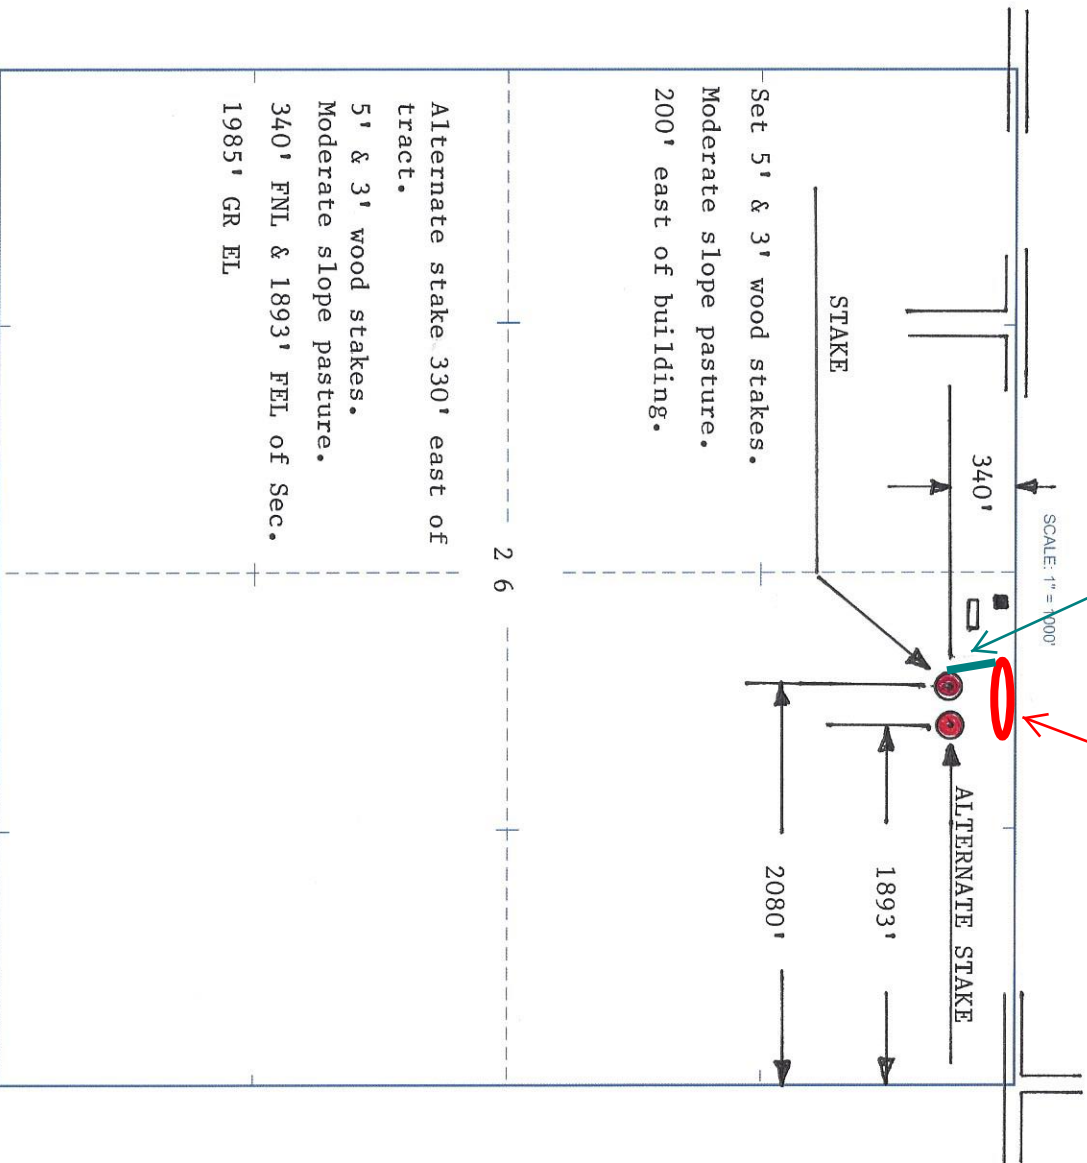 SCALE: 1" = 1000'
340'
STAKE
Set 5' & 3' wood stakes.
Moderate slope pasture.
200' east of building.
ALTERNATE STAKE
1893'
2080'
2 6
Alternate stake 330' east of
tract.
5' & 3' wood stakes.
Moderate slope pasture.
340' FNL & 1893' FEL of Sec.
1985' GR EL